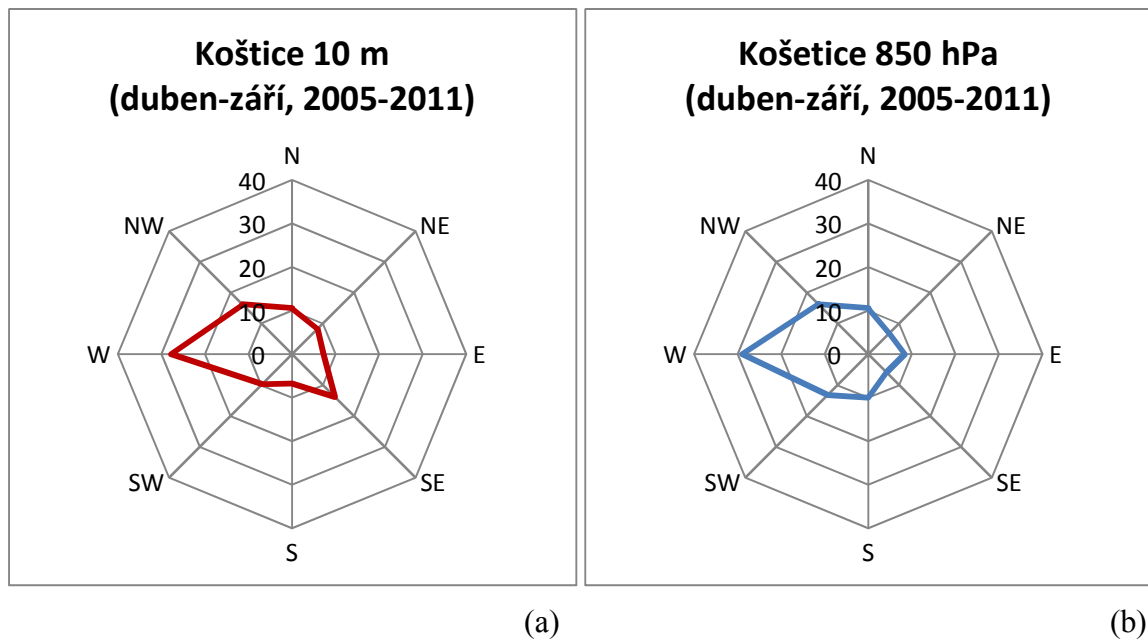 Koštice 10 m
(duben-září, 2005-2011)
N
40
30
NW
NE
20
10
W
0
E
SW
SE
S
(a)
Košetice 850 hPa
(duben-září, 2005-2011)
N
40
30
NW
NE
20
10
W
0
E
SW
SE
S
(b)